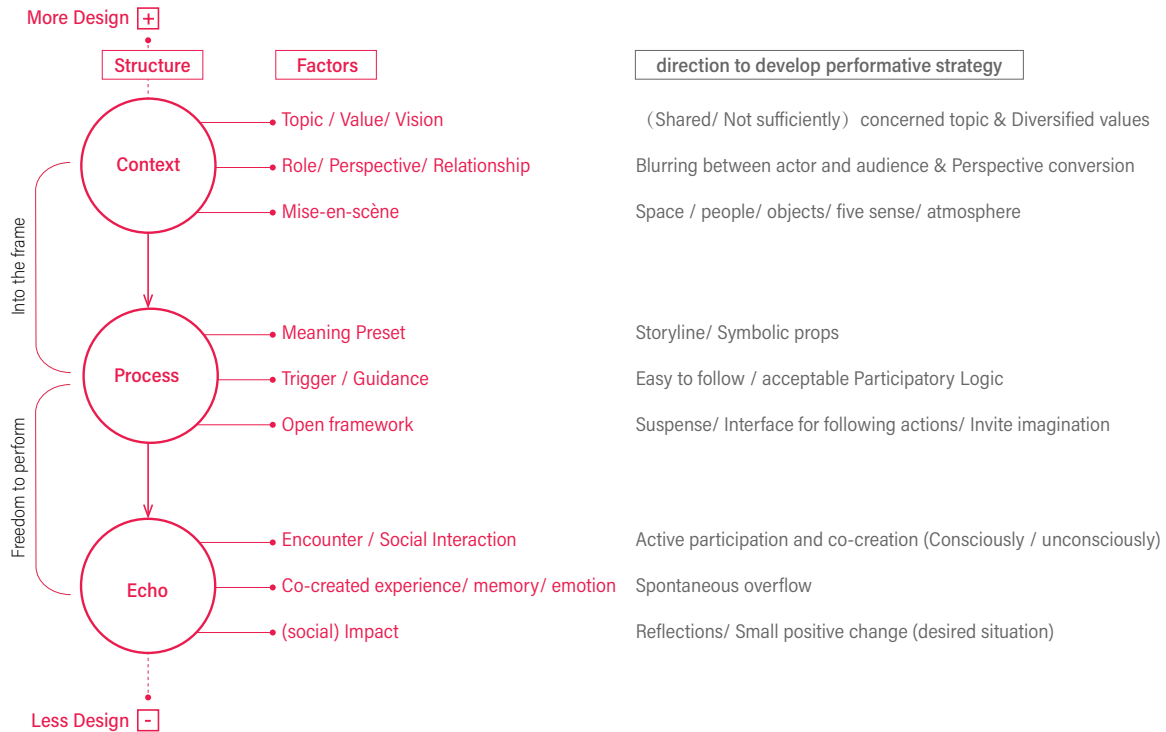 More Design +
Structure
Factors
direction to develop performative strategy
Context
Topic / Value/ Vision
（Shared/ Not sufficiently）concerned topic & Diversified values
Role/ Perspective/ Relationship
Blurring between actor and audience & Perspective conversion
Mise-en-scène
Space / people/ objects/ five sense/ atmosphere
Into the frame
Process
Meaning Preset
Storyline/ Symbolic props
Trigger / Guidance
Easy to follow / acceptable Participatory Logic
Open framework
Suspense/ Interface for following actions/ Invite imagination
Freedom to perform
Echo
Encounter / Social Interaction
Active participation and co-creation (Consciously / unconsciously)
Co-created experience/ memory/ emotion
Spontaneous overflow
(social) Impact
Reflections/ Small positive change (desired situation)
Less Design -